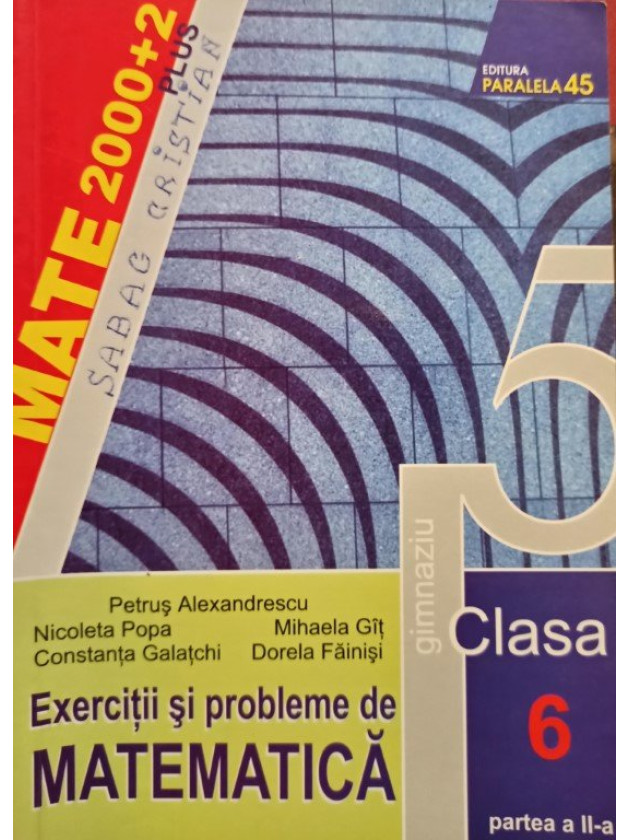 MATE 2000+2
PLUS
SABAG CRISTIAN
EDITURA
PARALELA 45
5
gimnaziu
Petruş Alexandrescu
Nicoleta Popa Mihaela Gîţ
Constanţa Galaţchi Dorela Făinişi
Clasa
6
Exerciţii şi probleme de
MATEMATICĂ
partea a II-a